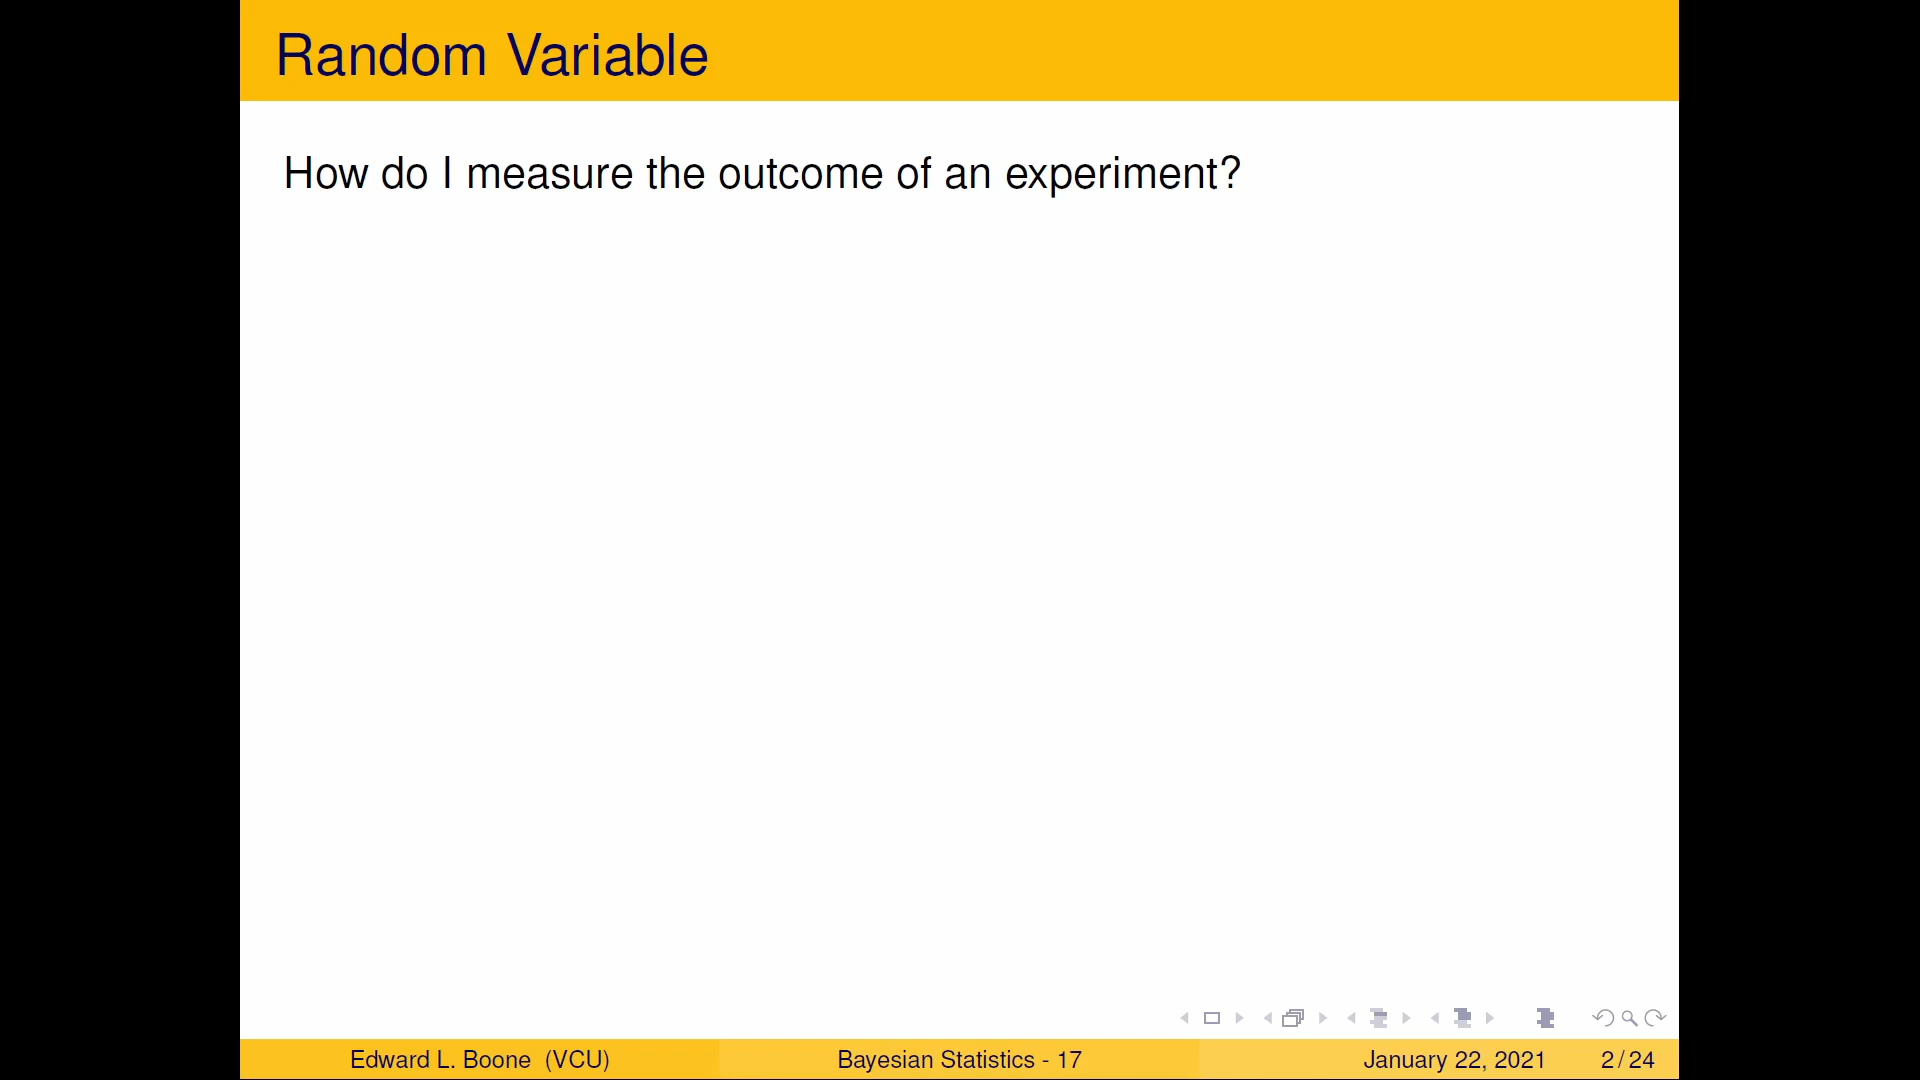 Random Variable
How do I measure the outcome of an experiment?
Edward L. Boone (VCU) Bayesian Statistics - 17 January 22, 2021 2 / 24